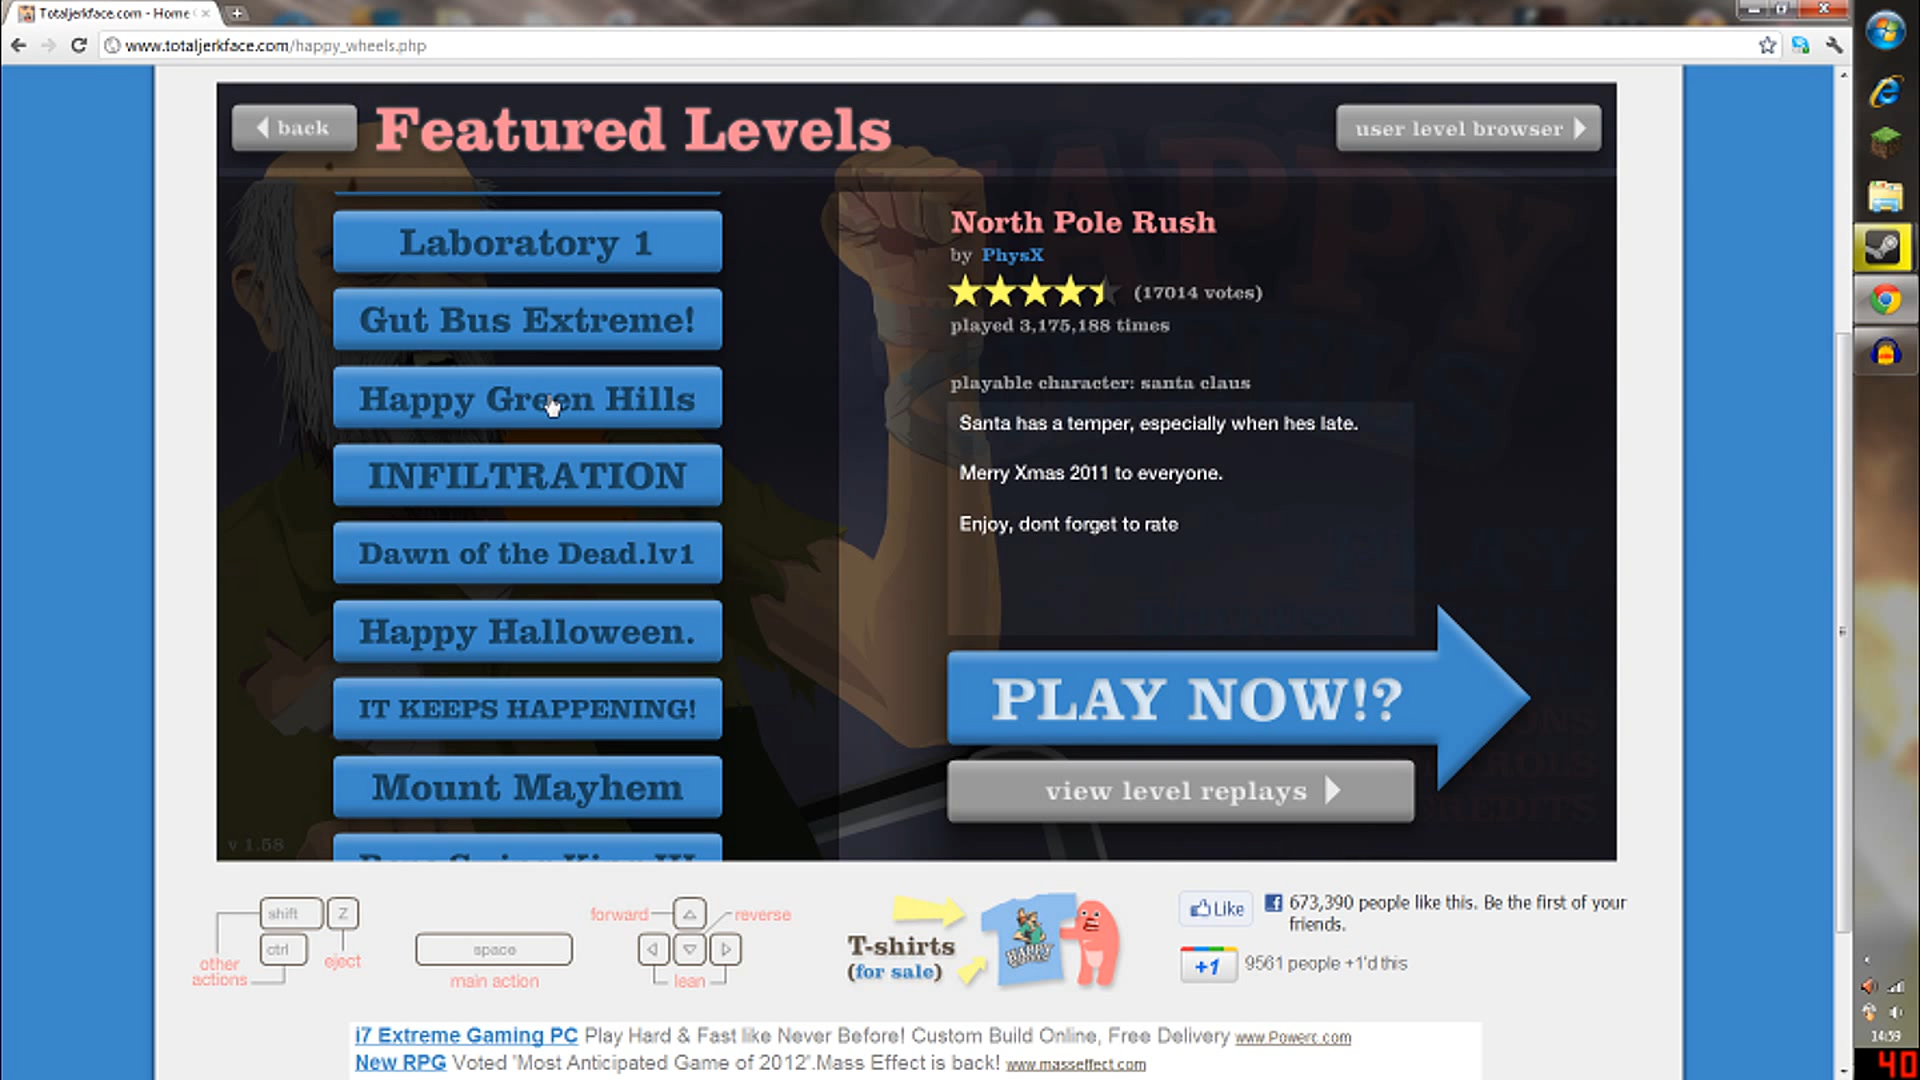 Totaljerkface.com - Home
www.totaljerkface.com/happy_wheels.php
back
Featured Levels
user level browser
Laboratory 1
Gut Bus Extreme!
Happy Green Hills
INFILTRATION
Dawn of the Dead.lv1
Happy Halloween.
IT KEEPS HAPPENING!
Mount Mayhem
v 1.58
North Pole Rush
by PhysX
(17014 votes)
played 3,175,188 times
playable character: santa claus
Santa has a temper, especially when hes late.
Merry Xmas 2011 to everyone.
Enjoy, dont forget to rate
PLAY NOW!?
view level replays
shift
Z
ctrl
other
actions
eject
space
main action
forward
reverse
lean
T-shirts
(for sale)
HAPPY
Like
673,390 people like this. Be the first of your
friends.
+1
9561 people +1'd this
i7 Extreme Gaming PC Play Hard & Fast like Never Before! Custom Build Online, Free Delivery www.Powerc.com
New RPG Voted 'Most Anticipated Game of 2012'.Mass Effect is back! www.masseffect.com
14:59
40